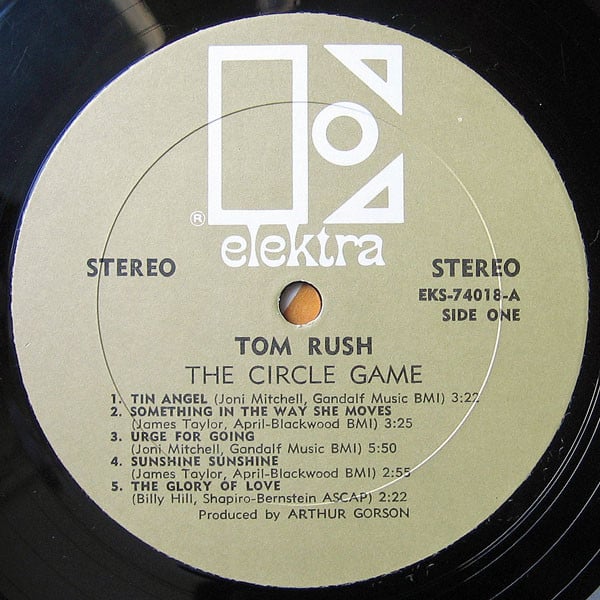 ®
elektra
STEREO STEREO
EKS-74018-A
SIDE ONE
TOM RUSH
THE CIRCLE GAME
1. TIN ANGEL (Joni Mitchell, Gandalf Music BMI) 3:22
2. SOMETHING IN THE WAY SHE MOVES
(James Taylor, April-Blackwood BMI) 3:25
3. URGE FOR GOING
(Joni Mitchell, Gandalf Music BMI) 5:50
4. SUNSHINE SUNSHINE
(James Taylor, April-Blackwood BMI) 2:55
5. THE GLORY OF LOVE
(Billy Hill, Shapiro-Bernstein ASCAP) 2:22
Produced by ARTHUR GORSON